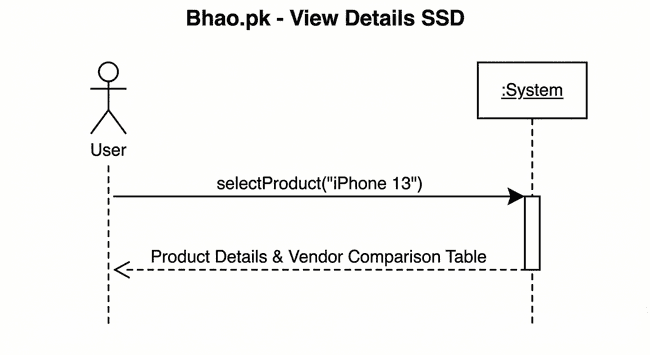 Bhao.pk - View Details SSD
:System
User
selectProduct("iPhone 13")
Product Details & Vendor Comparison Table